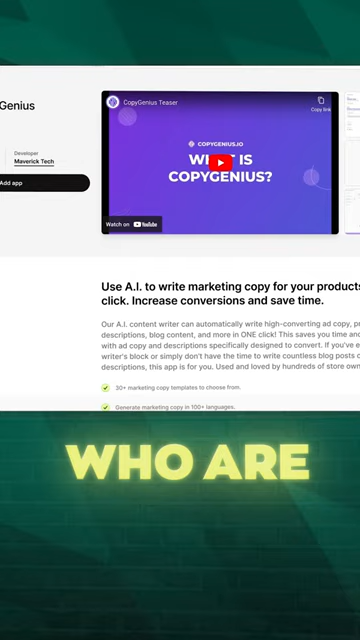 Genius
Developer
Maverick Tech
Add app
CopyGenius Teaser
Copy link
COPYGENIUS.IO
WHAT IS
COPYGENIUS?
Watch on YouTube
Use A.I. to write marketing copy for your products
click. Increase conversions and save time.
Our A.I. content writer can automatically write high-converting ad copy, pr
descriptions, blog content, and more in ONE click! This saves you time and
with ad copy and descriptions specifically designed to convert. If you've e
writer's block or simply don't have the time to write countless blog posts o
descriptions, this app is for you. Used and loved by hundreds of store own
30+ marketing copy templates to choose from.
Generate marketing copy in 100+ languages.
WHO ARE